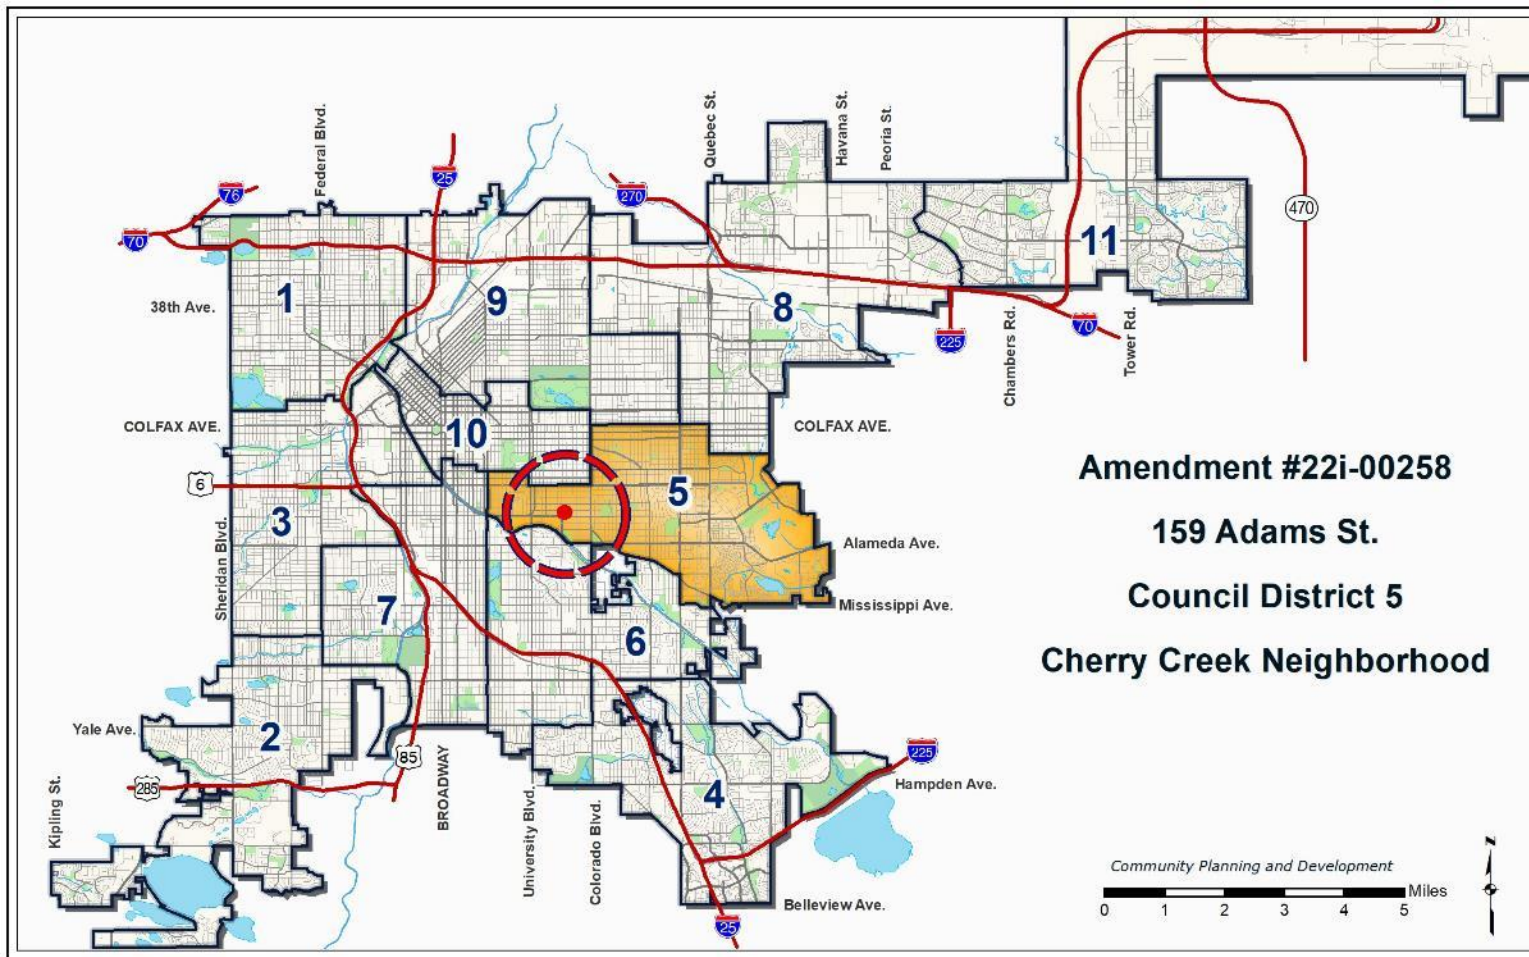 Federal Blvd.
Quebec St.
Havana St.
Peoria St.
76
25
270
70
470
11
1
9
8
38th Ave.
225
70
Chambers Rd.
Tower Rd.
COLFAX AVE.
10
COLFAX AVE.
6
5
3
Sheridan Blvd.
Alameda Ave.
Mississippi Ave.
7
6
Amendment #22i-00258
159 Adams St.
Council District 5
Cherry Creek Neighborhood
Yale Ave.
2
85
225
285
Kipling St.
BROADWAY
University Blvd.
Colorado Blvd.
4
Hampden Ave.
Belleview Ave.
25
Community Planning and Development
Miles
0 1 2 3 4 5
N